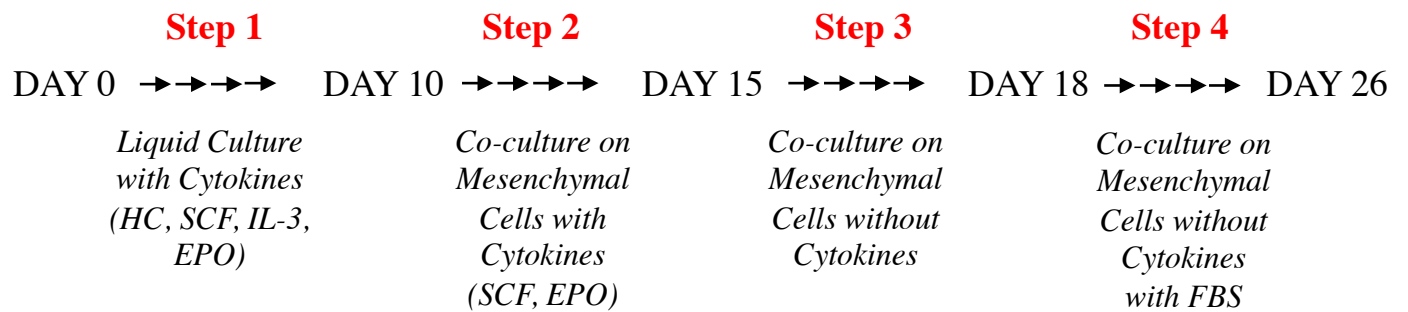 Step 1 Step 2 Step 3 Step 4
DAY 0 DAY 10 DAY 15 DAY 18 DAY 26
Liquid Culture
with Cytokines
(HC, SCF, IL-3,
EPO)
Co-culture on
Mesenchymal
Cells with
Cytokines
(SCF, EPO)
Co-culture on
Mesenchymal
Cells without
Cytokines
Co-culture on
Mesenchymal
Cells without
Cytokines
with FBS